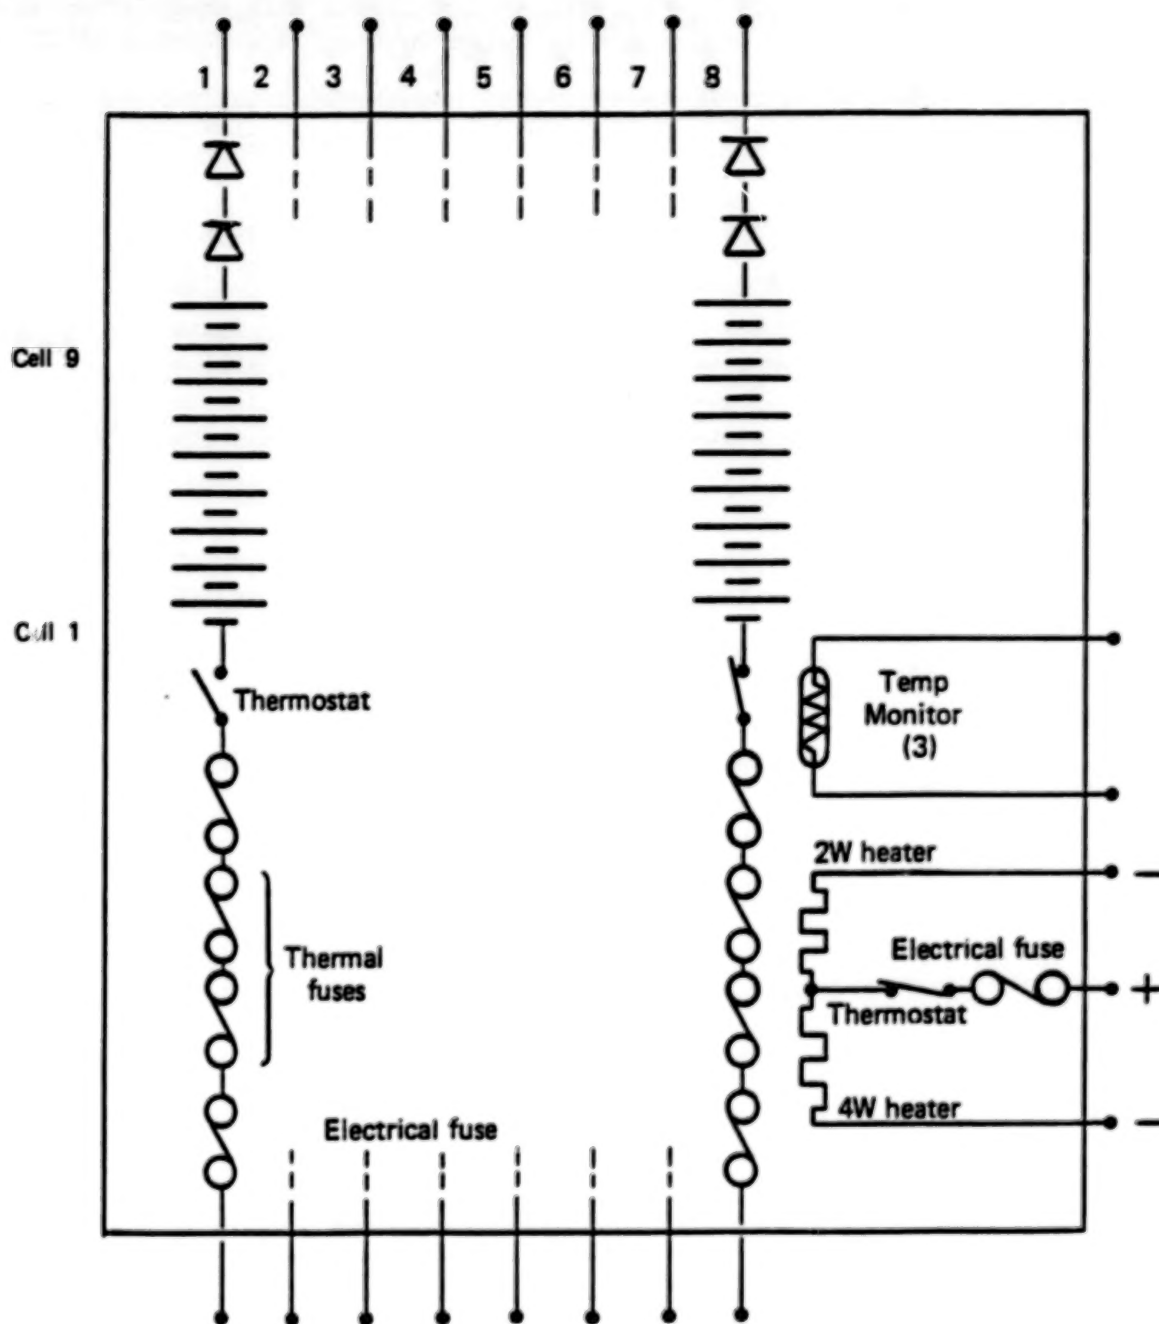 1 2 3 4 5 6 7 8
Cell 9
Cell 1
Thermostat
Temp
Monitor
(3)
2W heater
−
Electrical fuse
+
Thermostat
Thermal
fuses
4W heater
−
Electrical fuse